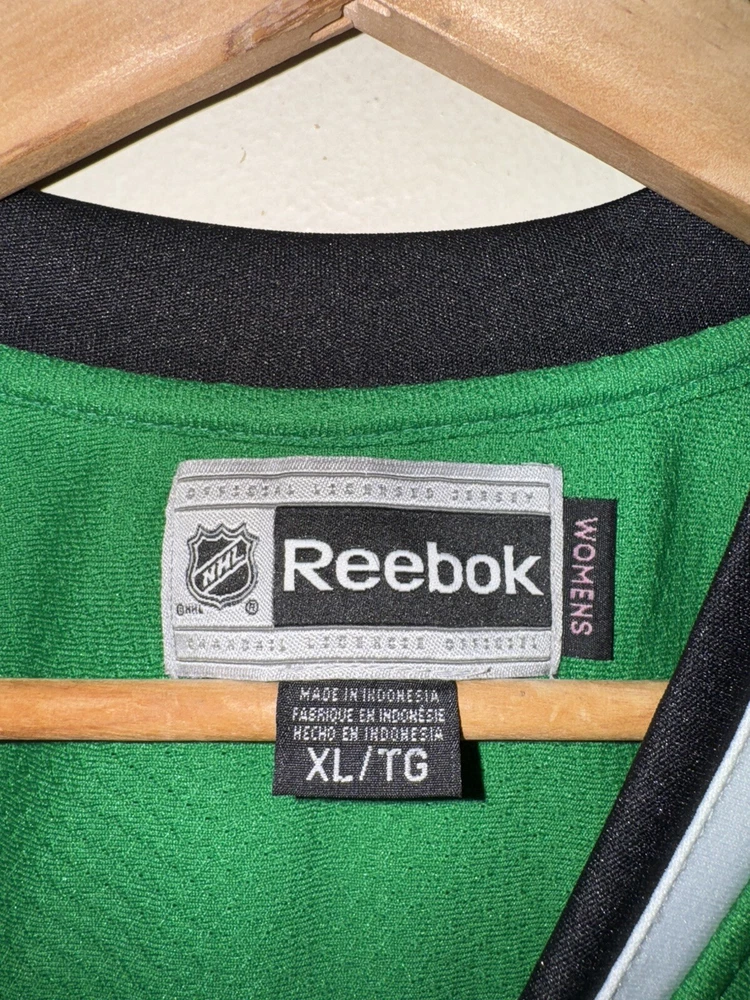 OFFICIAL LICENSED JERSEY
NHL
Reebok
WOMENS
©NHL ®
CHANDAIL LICENCIE OFFICIEL
MADE IN INDONESIA
FABRIQUE EN INDONÉSIE
HECHO EN INDONESIA
XL/TG